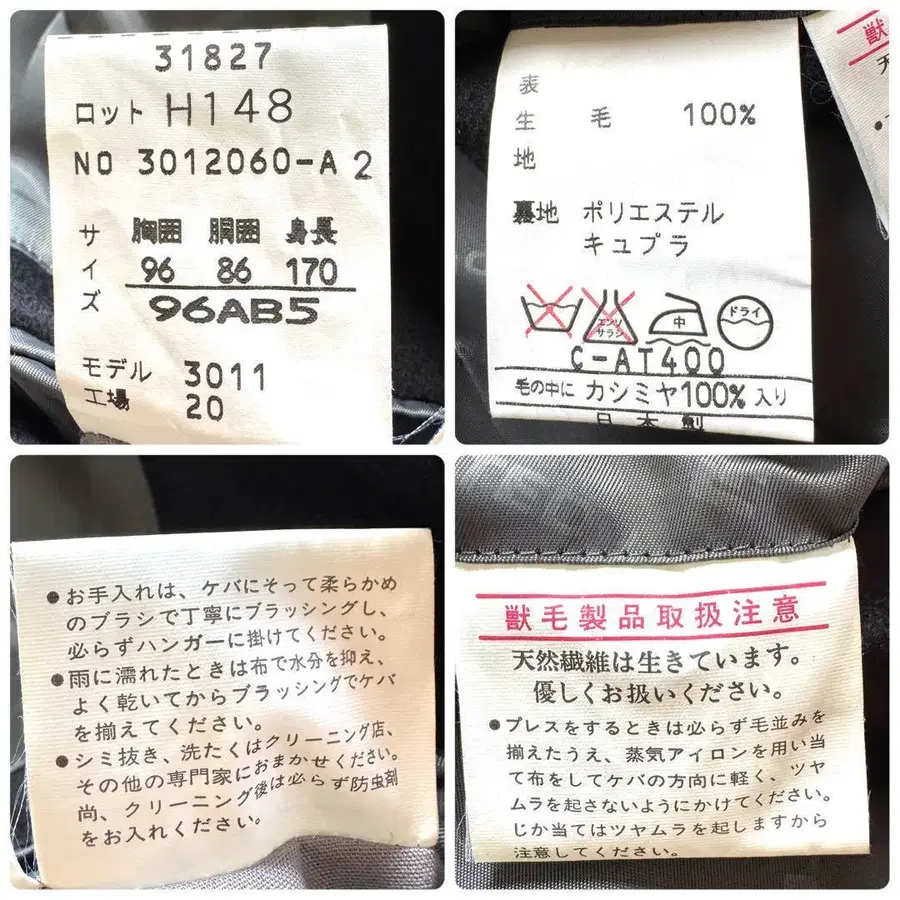 31827
ロット H148
NO 3012060-A 2
サイズ
胸囲 胴囲 身長
96 86 170
96AB5
モデル 3011
工場 20
表生地 毛 100%
裏地 ポリエステル
キュプラ
エンソサラシ 中 ドライ
C-AT400
毛の中に カシミヤ100% 入り
日本製
獣
天
●お手入れは、ケバにそって柔らかめ
のブラシで丁寧にブラッシングし、
必らずハンガーに掛けてください。
●雨に濡れたときは布で水分を抑え、
よく乾いてからブラッシングでケバ
を揃えてください。
●シミ抜き、洗たくはクリーニング店、
その他の専門家におまかせください。
尚、クリーニング後は必らず防虫剤
をお入れください。
獣毛製品取扱注意
天然繊維は生きています。
優しくお扱いください。
●プレスをするときは必らず毛並みを
揃えたうえ、蒸気アイロンを用い当
て布をしてケバの方向に軽く、ツヤ
ムラを起さないようにかけてください。
じか当てはツヤムラを起しますから
注意してください。